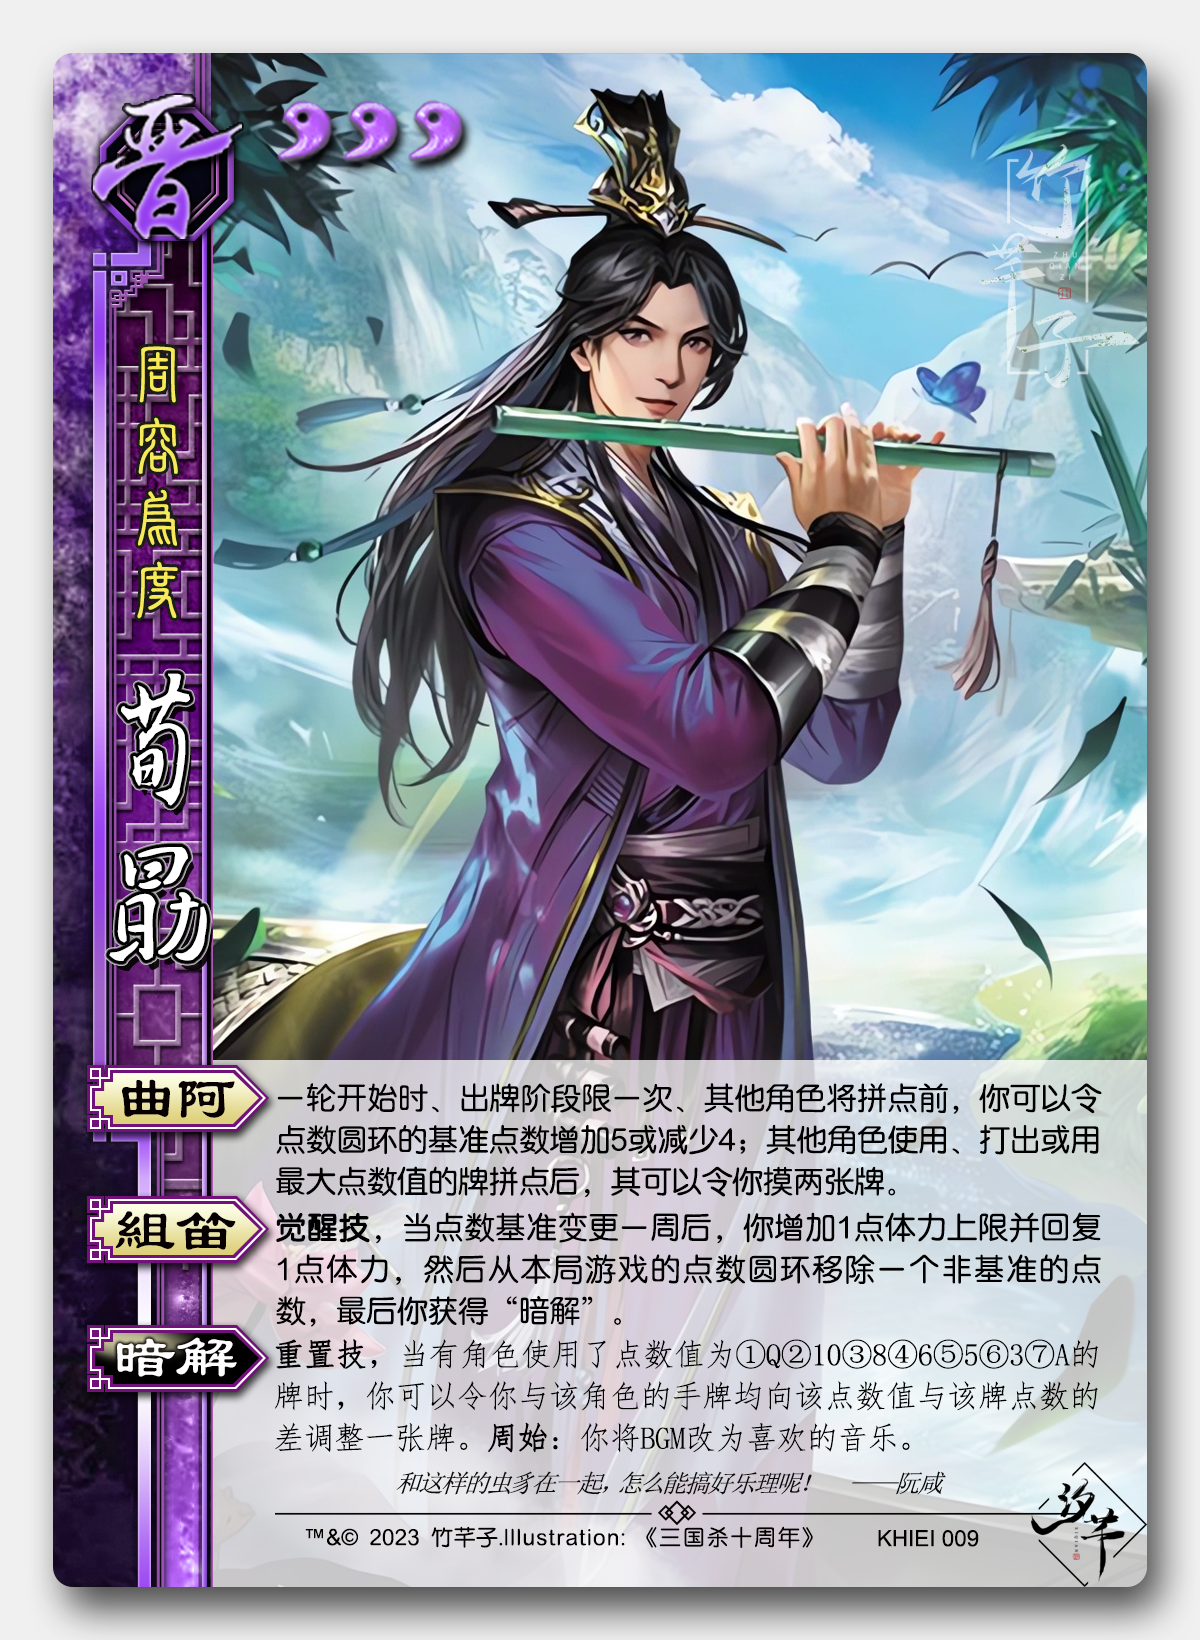 晋
竹芊子
ZHU
QIAN
ZI
周容為度
荀勗
曲阿
一轮开始时、出牌阶段限一次、其他角色将拼点前，你可以令
点数圆环的基准点数增加5或减少4；其他角色使用、打出或用
最大点数值的牌拼点后，其可以令你摸两张牌。
組笛
觉醒技，当点数基准变更一周后，你增加1点体力上限并回复
1点体力，然后从本局游戏的点数圆环移除一个非基准的点
数，最后你获得“暗解”。
暗解
重置技，当有角色使用了点数值为①Q②10③8④6⑤5⑥3⑦A的
牌时，你可以令你与该角色的手牌均向该点数值与该牌点数的
差调整一张牌。周始：你将BGM改为喜欢的音乐。
和这样的虫豸在一起，怎么能搞好乐理呢！ ——阮咸
™&© 2023 竹芊子.Illustration: 《三国杀十周年》 KHIEI 009
汐芊